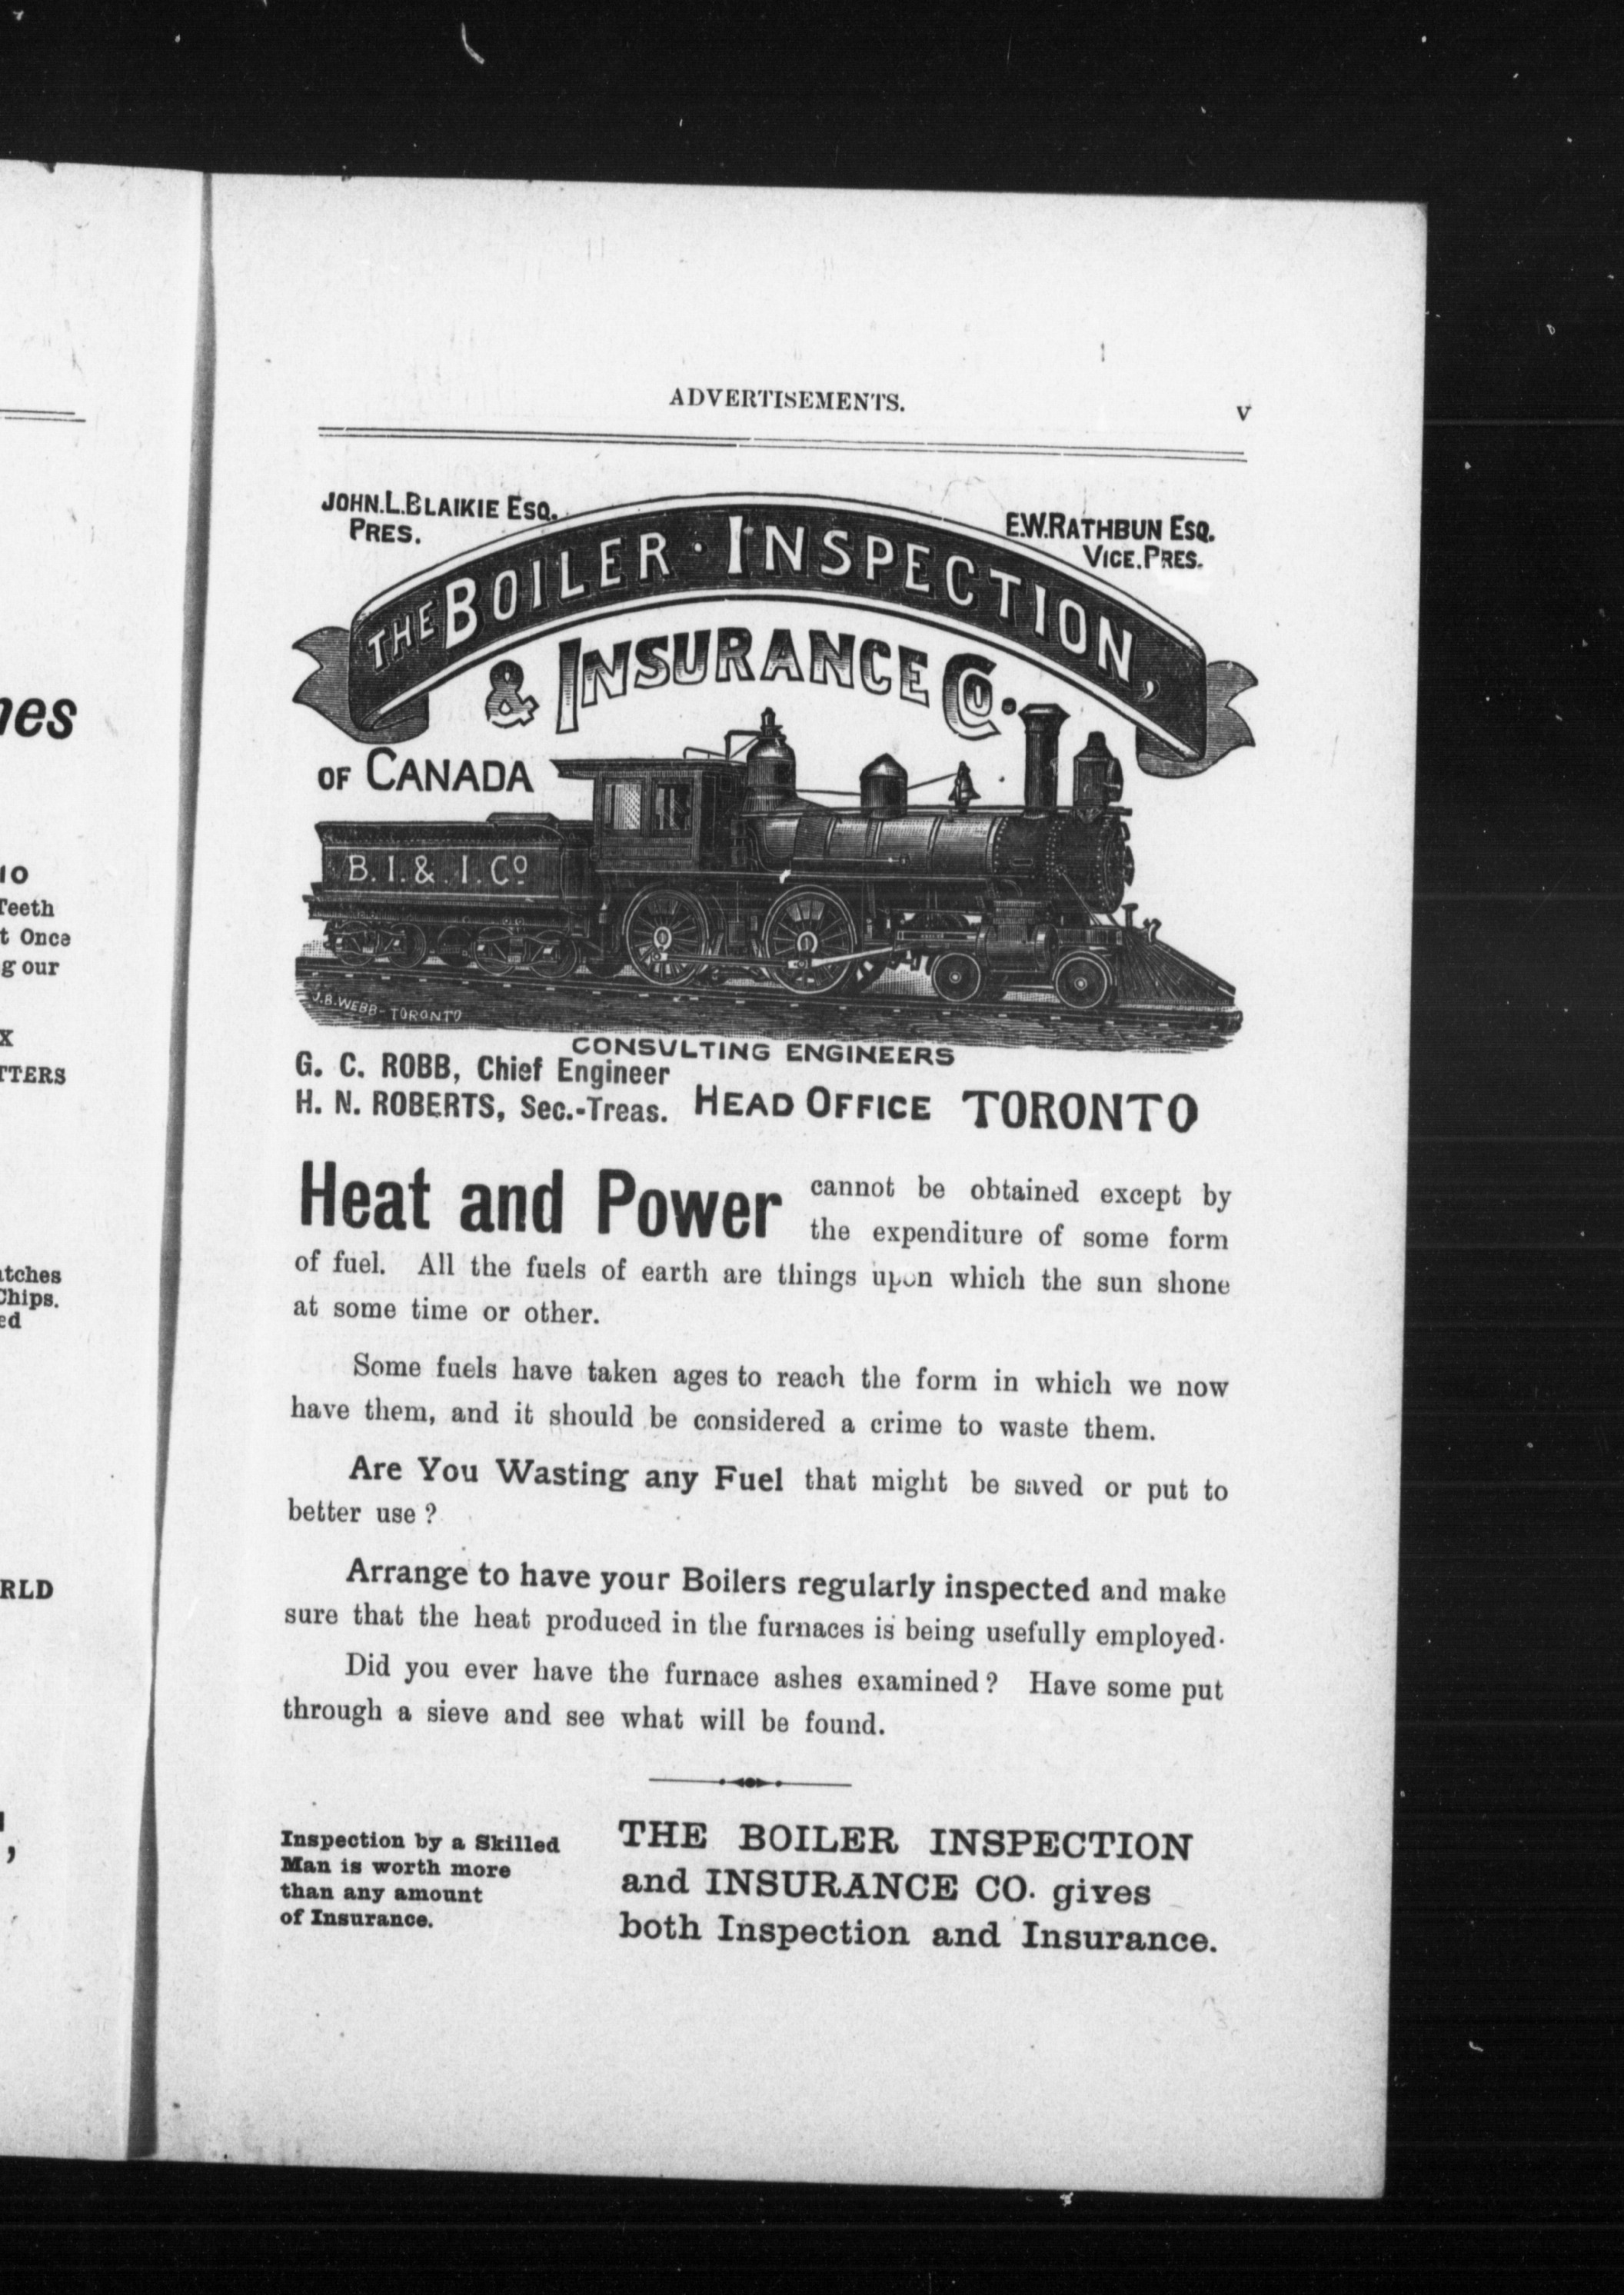 ADVERTISEMENTS.
v
JOHN.L.BLAIKIE ESQ.
PRES.
E.W.RATHBUN ESQ.
VICE.PRES.
THE BOILER · INSPECTION,
& INSURANCE CO.
OF CANADA
B. I. & . I. Co
J.B.WEBB-TORONTO
CONSULTING ENGINEERS
G. C. ROBB, Chief Engineer
H. N. ROBERTS, Sec.-Treas.
HEAD OFFICE TORONTO
Heat and Power cannot be obtained except by
the expenditure of some form
of fuel. All the fuels of earth are things upon which the sun shone
at some time or other.
Some fuels have taken ages to reach the form in which we now
have them, and it should be considered a crime to waste them.
Are You Wasting any Fuel that might be saved or put to
better use ?
Arrange to have your Boilers regularly inspected and make
sure that the heat produced in the furnaces is being usefully employed.
Did you ever have the furnace ashes examined ? Have some put
through a sieve and see what will be found.
Inspection by a Skilled
Man is worth more
than any amount
of Insurance.
THE BOILER INSPECTION
and INSURANCE CO. gives
both Inspection and Insurance.